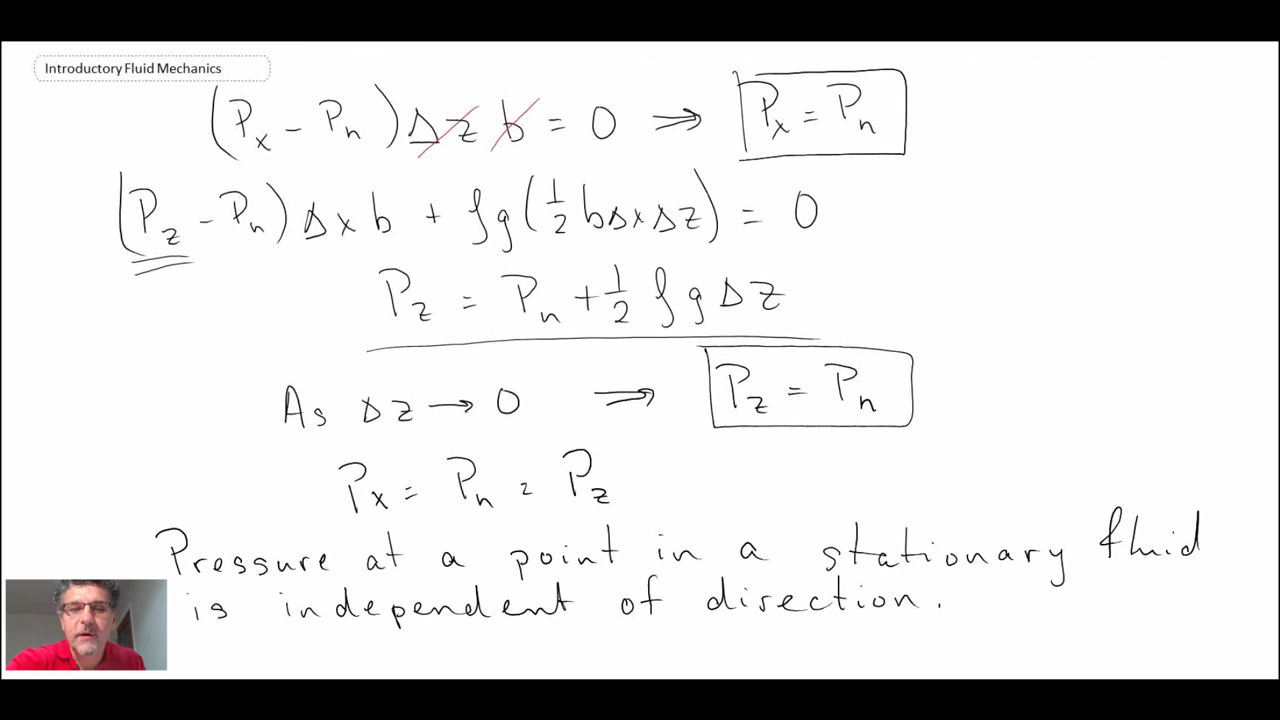 Introductory Fluid Mechanics
(Px - Pn) Δz b = 0 ⇒ Px = Pn
(Pz - Pn) Δx b + ρg(1/2 bΔxΔz) = 0
Pz = Pn + 1/2 ρgΔz
As Δz → 0 ⇒ Pz = Pn
Px = Pn = Pz
Pressure at a point in a stationary fluid
is independent of direction.